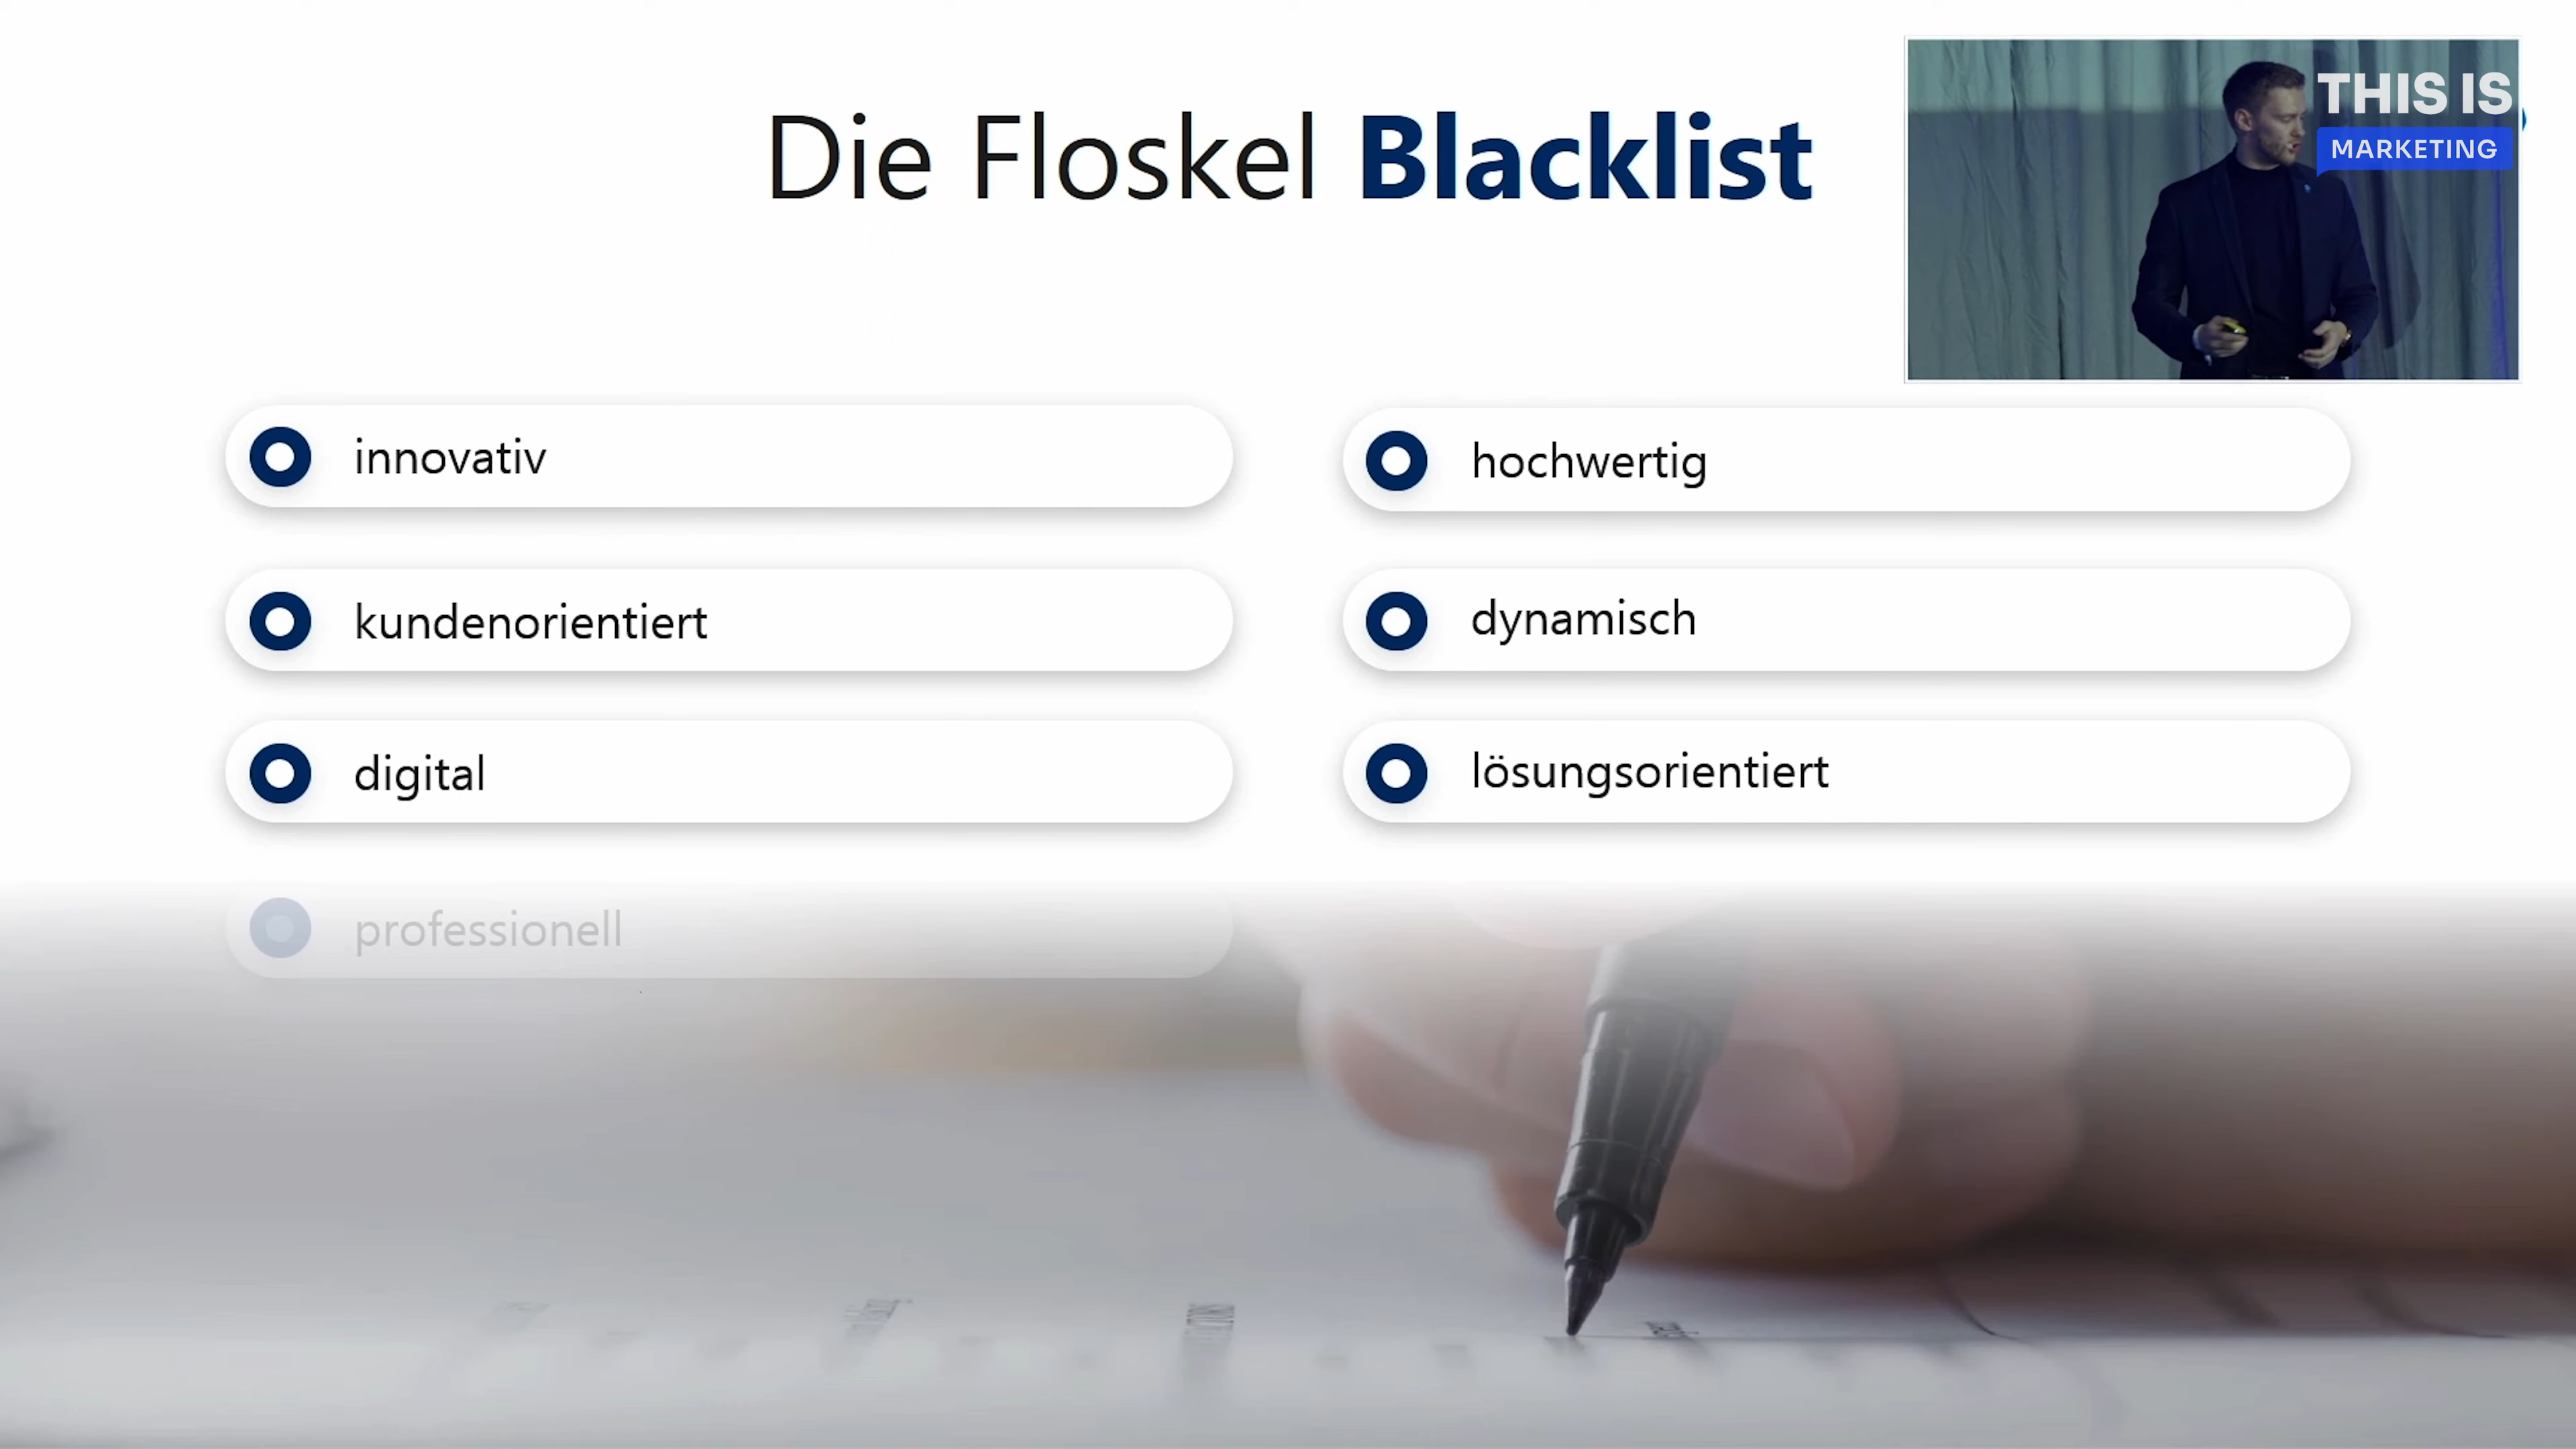 Die Floskel Blacklist
THIS IS
MARKETING
innovativ
kundenorientiert
digital
professionell
hochwertig
dynamisch
lösungsorientiert